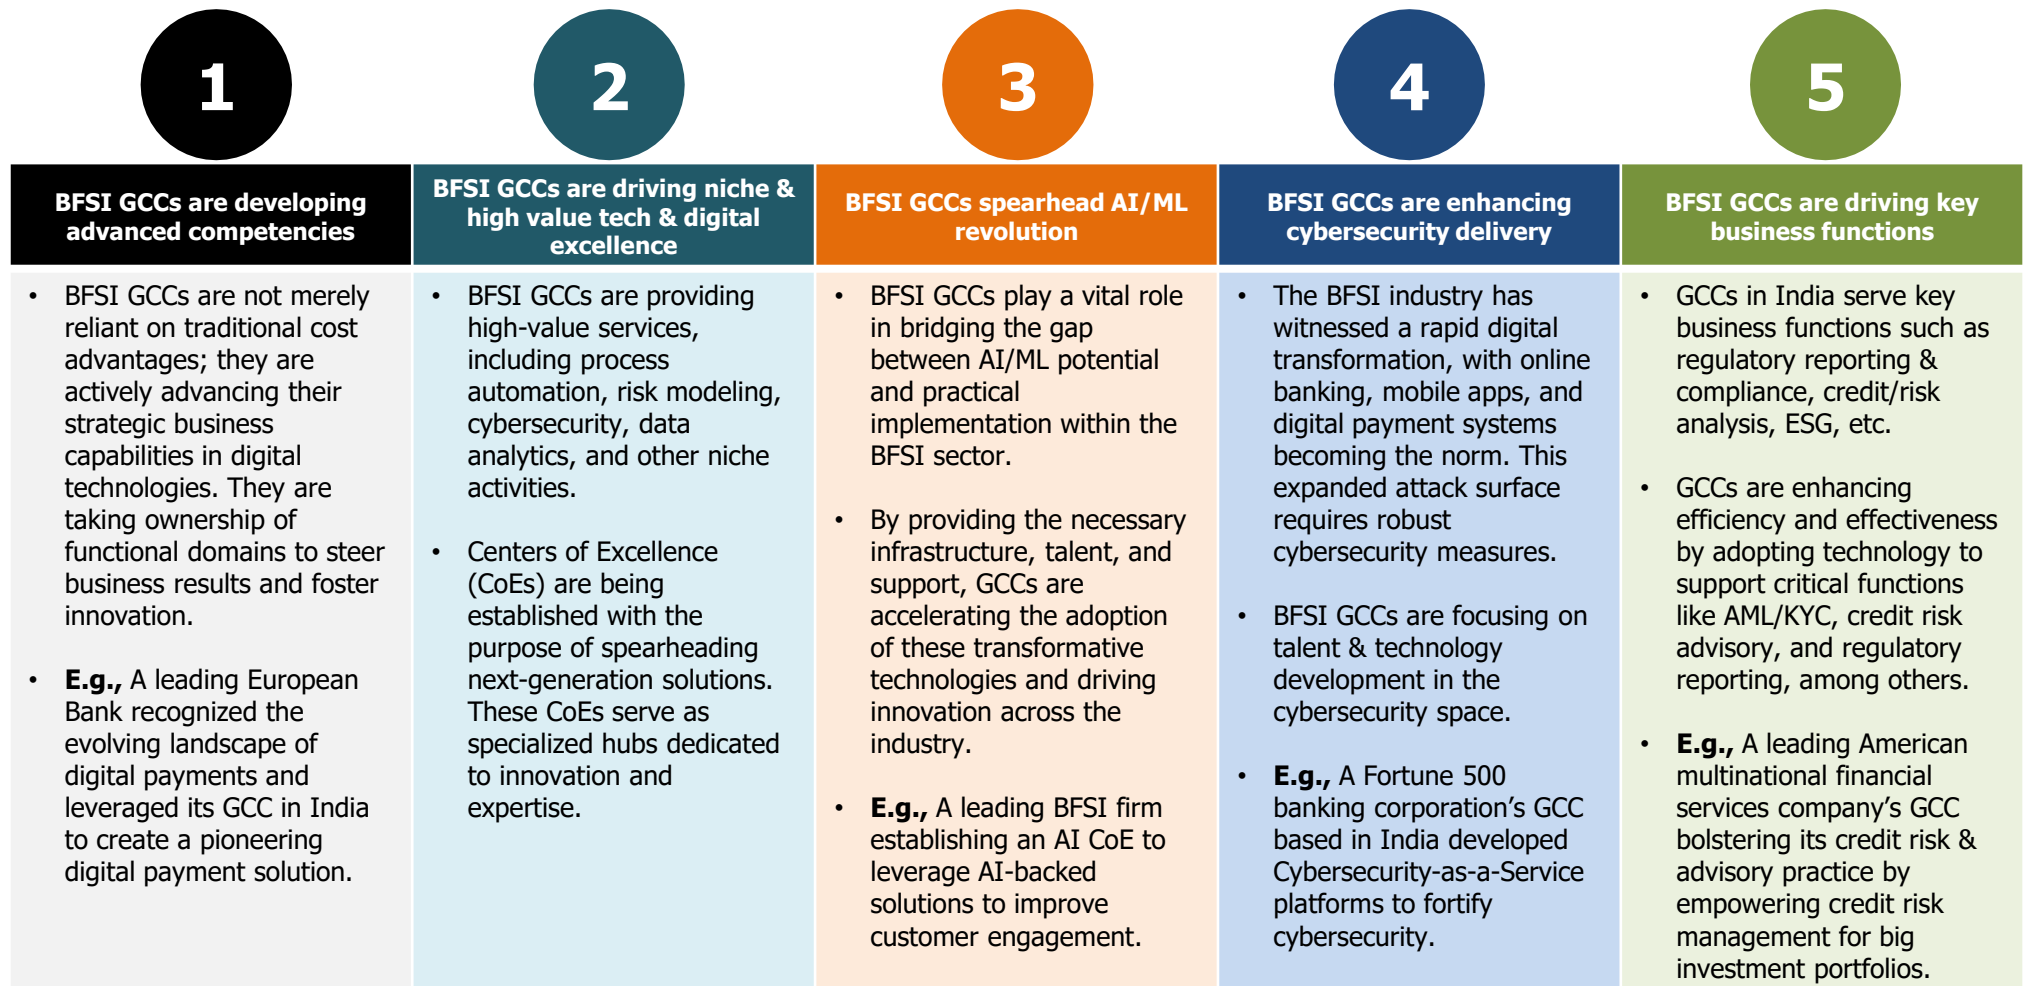 1
2
3
4
5
BFSI GCCs are developing
advanced competencies
BFSI GCCs are driving niche &
high value tech & digital
excellence
BFSI GCCs spearhead AI/ML
revolution
BFSI GCCs are enhancing
cybersecurity delivery
BFSI GCCs are driving key
business functions
• BFSI GCCs are not merely
reliant on traditional cost
advantages; they are
actively advancing their
strategic business
capabilities in digital
technologies. They are
taking ownership of
functional domains to steer
business results and foster
innovation.
• E.g., A leading European
Bank recognized the
evolving landscape of
digital payments and
leveraged its GCC in India
to create a pioneering
digital payment solution.
• BFSI GCCs are providing
high-value services,
including process
automation, risk modeling,
cybersecurity, data
analytics, and other niche
activities.
• Centers of Excellence
(CoEs) are being
established with the
purpose of spearheading
next-generation solutions.
These CoEs serve as
specialized hubs dedicated
to innovation and
expertise.
• BFSI GCCs play a vital role
in bridging the gap
between AI/ML potential
and practical
implementation within the
BFSI sector.
• By providing the necessary
infrastructure, talent, and
support, GCCs are
accelerating the adoption
of these transformative
technologies and driving
innovation across the
industry.
• E.g., A leading BFSI firm
establishing an AI CoE to
leverage AI-backed
solutions to improve
customer engagement.
• The BFSI industry has
witnessed a rapid digital
transformation, with online
banking, mobile apps, and
digital payment systems
becoming the norm. This
expanded attack surface
requires robust
cybersecurity measures.
• BFSI GCCs are focusing on
talent & technology
development in the
cybersecurity space.
• E.g., A Fortune 500
banking corporation’s GCC
based in India developed
Cybersecurity-as-a-Service
platforms to fortify
cybersecurity.
• GCCs in India serve key
business functions such as
regulatory reporting &
compliance, credit/risk
analysis, ESG, etc.
• GCCs are enhancing
efficiency and effectiveness
by adopting technology to
support critical functions
like AML/KYC, credit risk
advisory, and regulatory
reporting, among others.
• E.g., A leading American
multinational financial
services company’s GCC
bolstering its credit risk &
advisory practice by
empowering credit risk
management for big
investment portfolios.